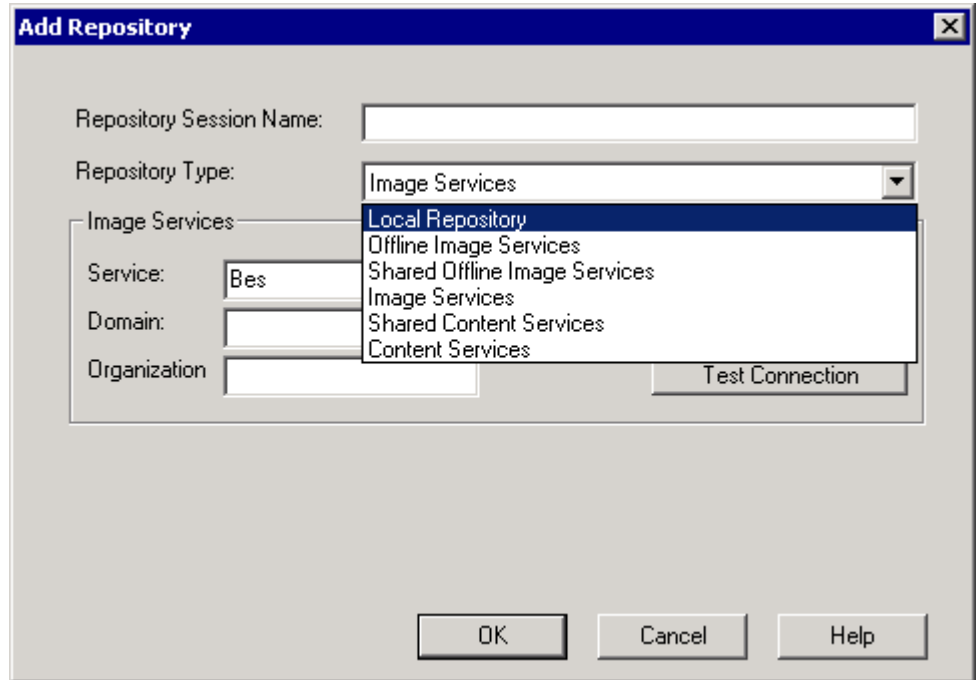 Add Repository
Repository Session Name:
Repository Type:
Image Services
Image Services
Local Repository
Offline Image Services
Shared Offline Image Services
Image Services
Shared Content Services
Content Services
Service:
Bes
Domain:
Organization
Test Connection
OK Cancel Help